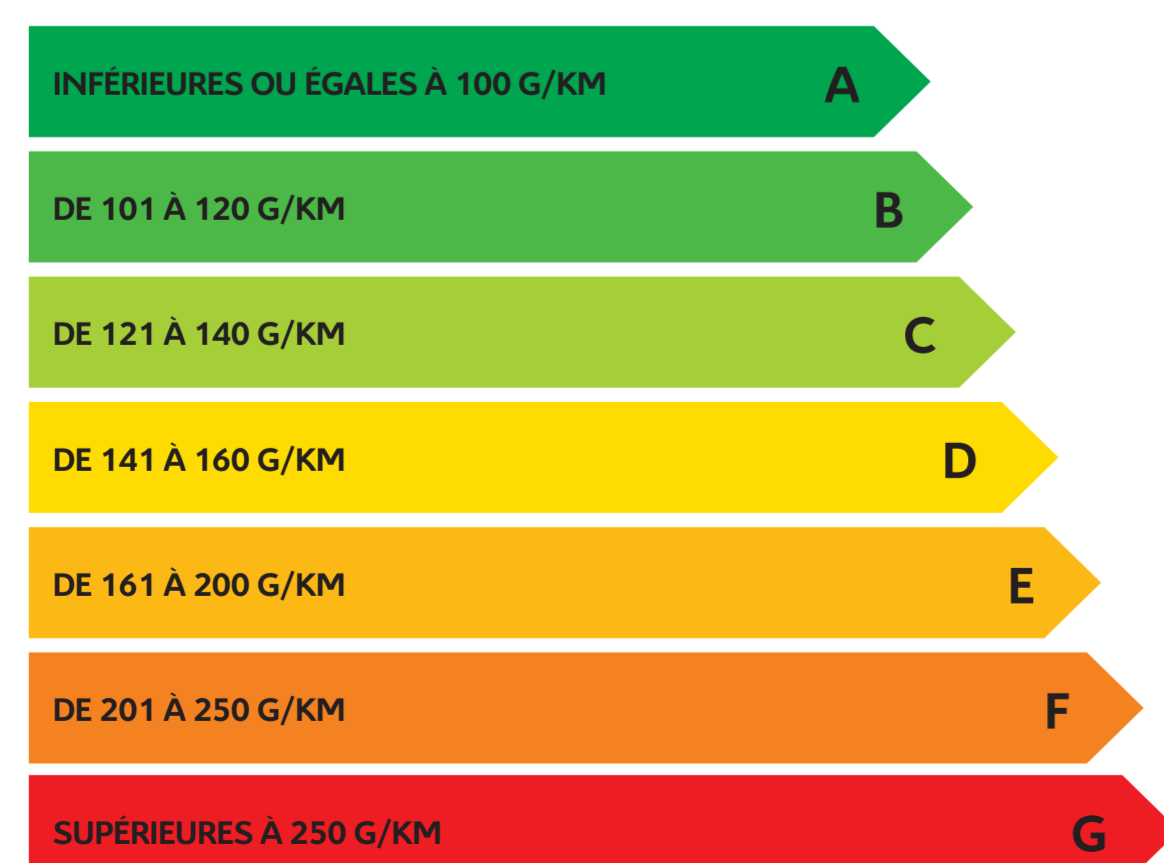 INFÉRIEURES OU ÉGALES À 100 G/KM A
DE 101 À 120 G/KM B
DE 121 À 140 G/KM C
DE 141 À 160 G/KM D
DE 161 À 200 G/KM E
DE 201 À 250 G/KM F
SUPÉRIEURES À 250 G/KM G